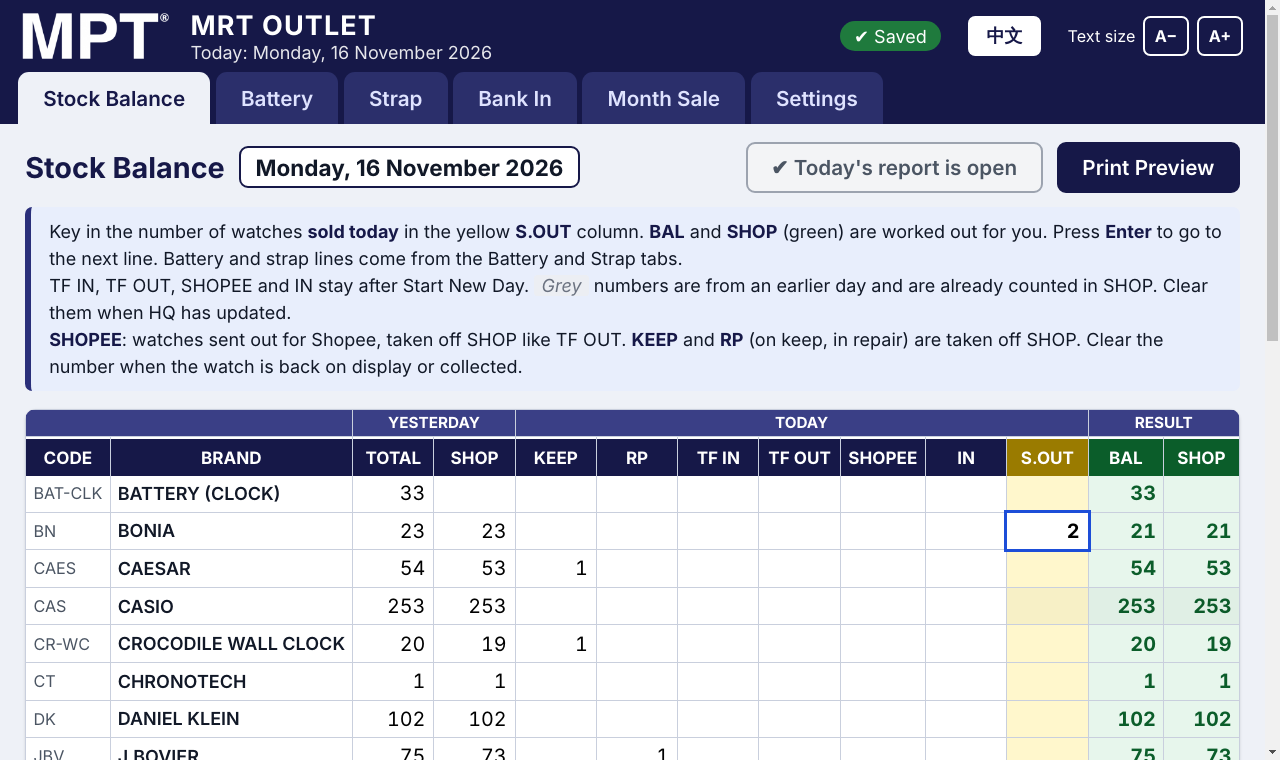 MPT® MRT OUTLET
Today: Monday, 16 November 2026
✔ Saved 中文 Text size A− A+
Stock Balance Battery Strap Bank In Month Sale Settings
Stock Balance Monday, 16 November 2026 ✔ Today's report is open Print Preview
Key in the number of watches sold today in the yellow S.OUT column. BAL and SHOP (green) are worked out for you. Press Enter to go to
the next line. Battery and strap lines come from the Battery and Strap tabs.
TF IN, TF OUT, SHOPEE and IN stay after Start New Day. Grey numbers are from an earlier day and are already counted in SHOP. Clear
them when HQ has updated.
SHOPEE: watches sent out for Shopee, taken off SHOP like TF OUT. KEEP and RP (on keep, in repair) are taken off SHOP. Clear the
number when the watch is back on display or collected.
YESTERDAY TODAY RESULT
CODE BRAND TOTAL SHOP KEEP RP TF IN TF OUT SHOPEE IN S.OUT BAL SHOP
BAT-CLK BATTERY (CLOCK) 33 33
BN BONIA 23 23 2 21 21
CAES CAESAR 54 53 1 54 53
CAS CASIO 253 253 253 253
CR-WC CROCODILE WALL CLOCK 20 19 1 20 19
CT CHRONOTECH 1 1 1 1
DK DANIEL KLEIN 102 102 102 102
JBV J.BOVIER 75 73 1 75 73